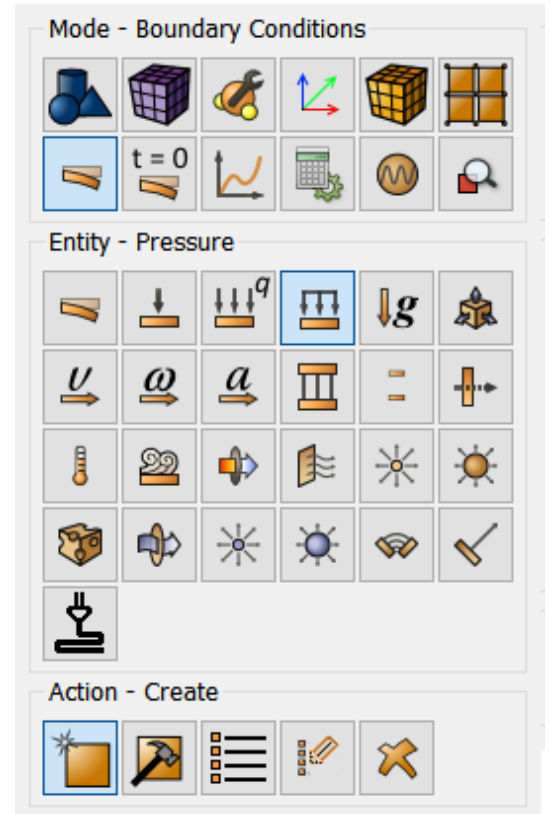 Mode - Boundary Conditions
t = 0
Entity - Pressure
q
g
υ ω a
Action - Create